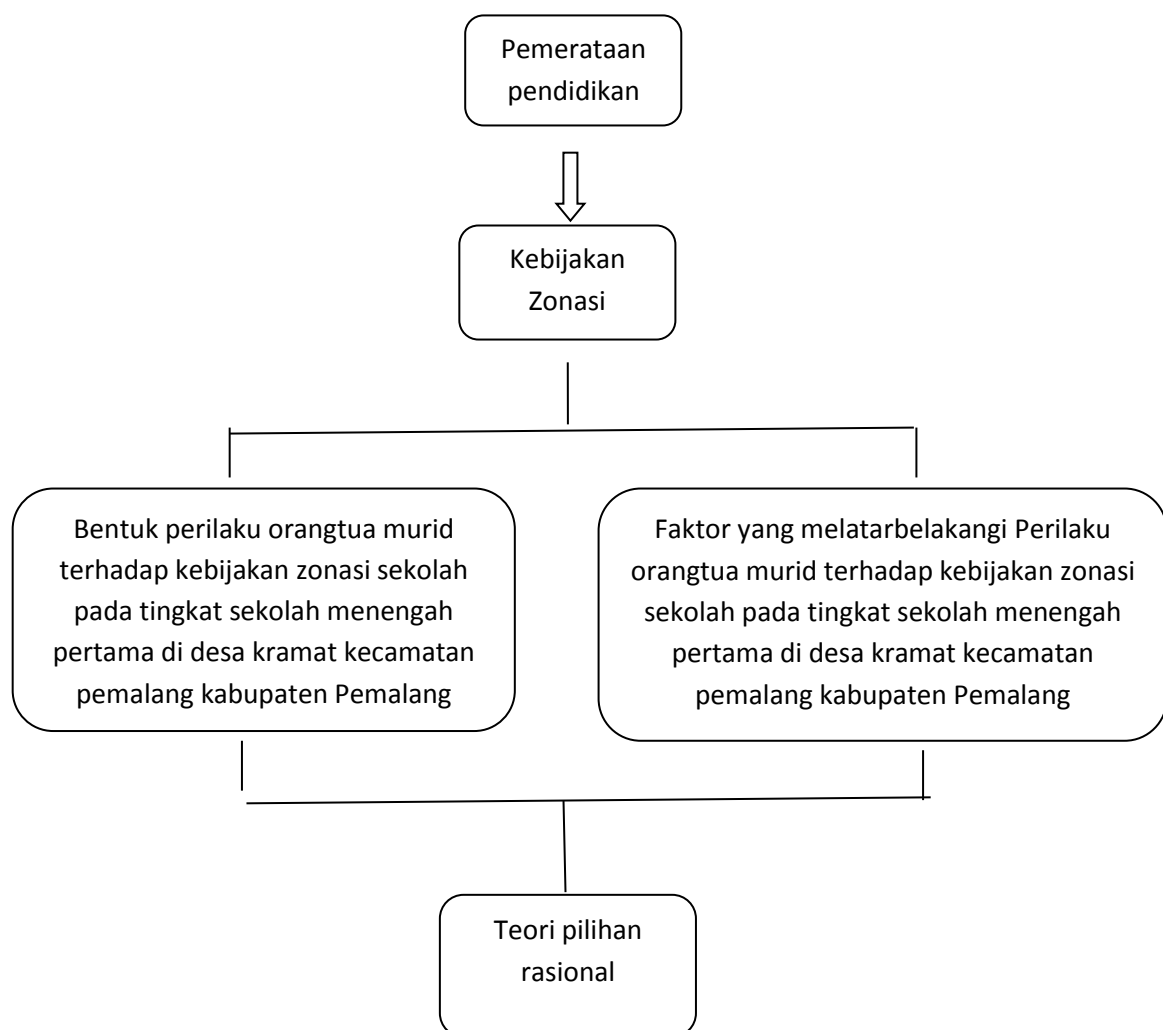 Pemerataan
pendidikan
Kebijakan
Zonasi
Bentuk perilaku orangtua murid
terhadap kebijakan zonasi sekolah
pada tingkat sekolah menengah
pertama di desa kramat kecamatan
pemalang kabupaten Pemalang
Faktor yang melatarbelakangi Perilaku
orangtua murid terhadap kebijakan zonasi
sekolah pada tingkat sekolah menengah
pertama di desa kramat kecamatan
pemalang kabupaten Pemalang
Teori pilihan
rasional